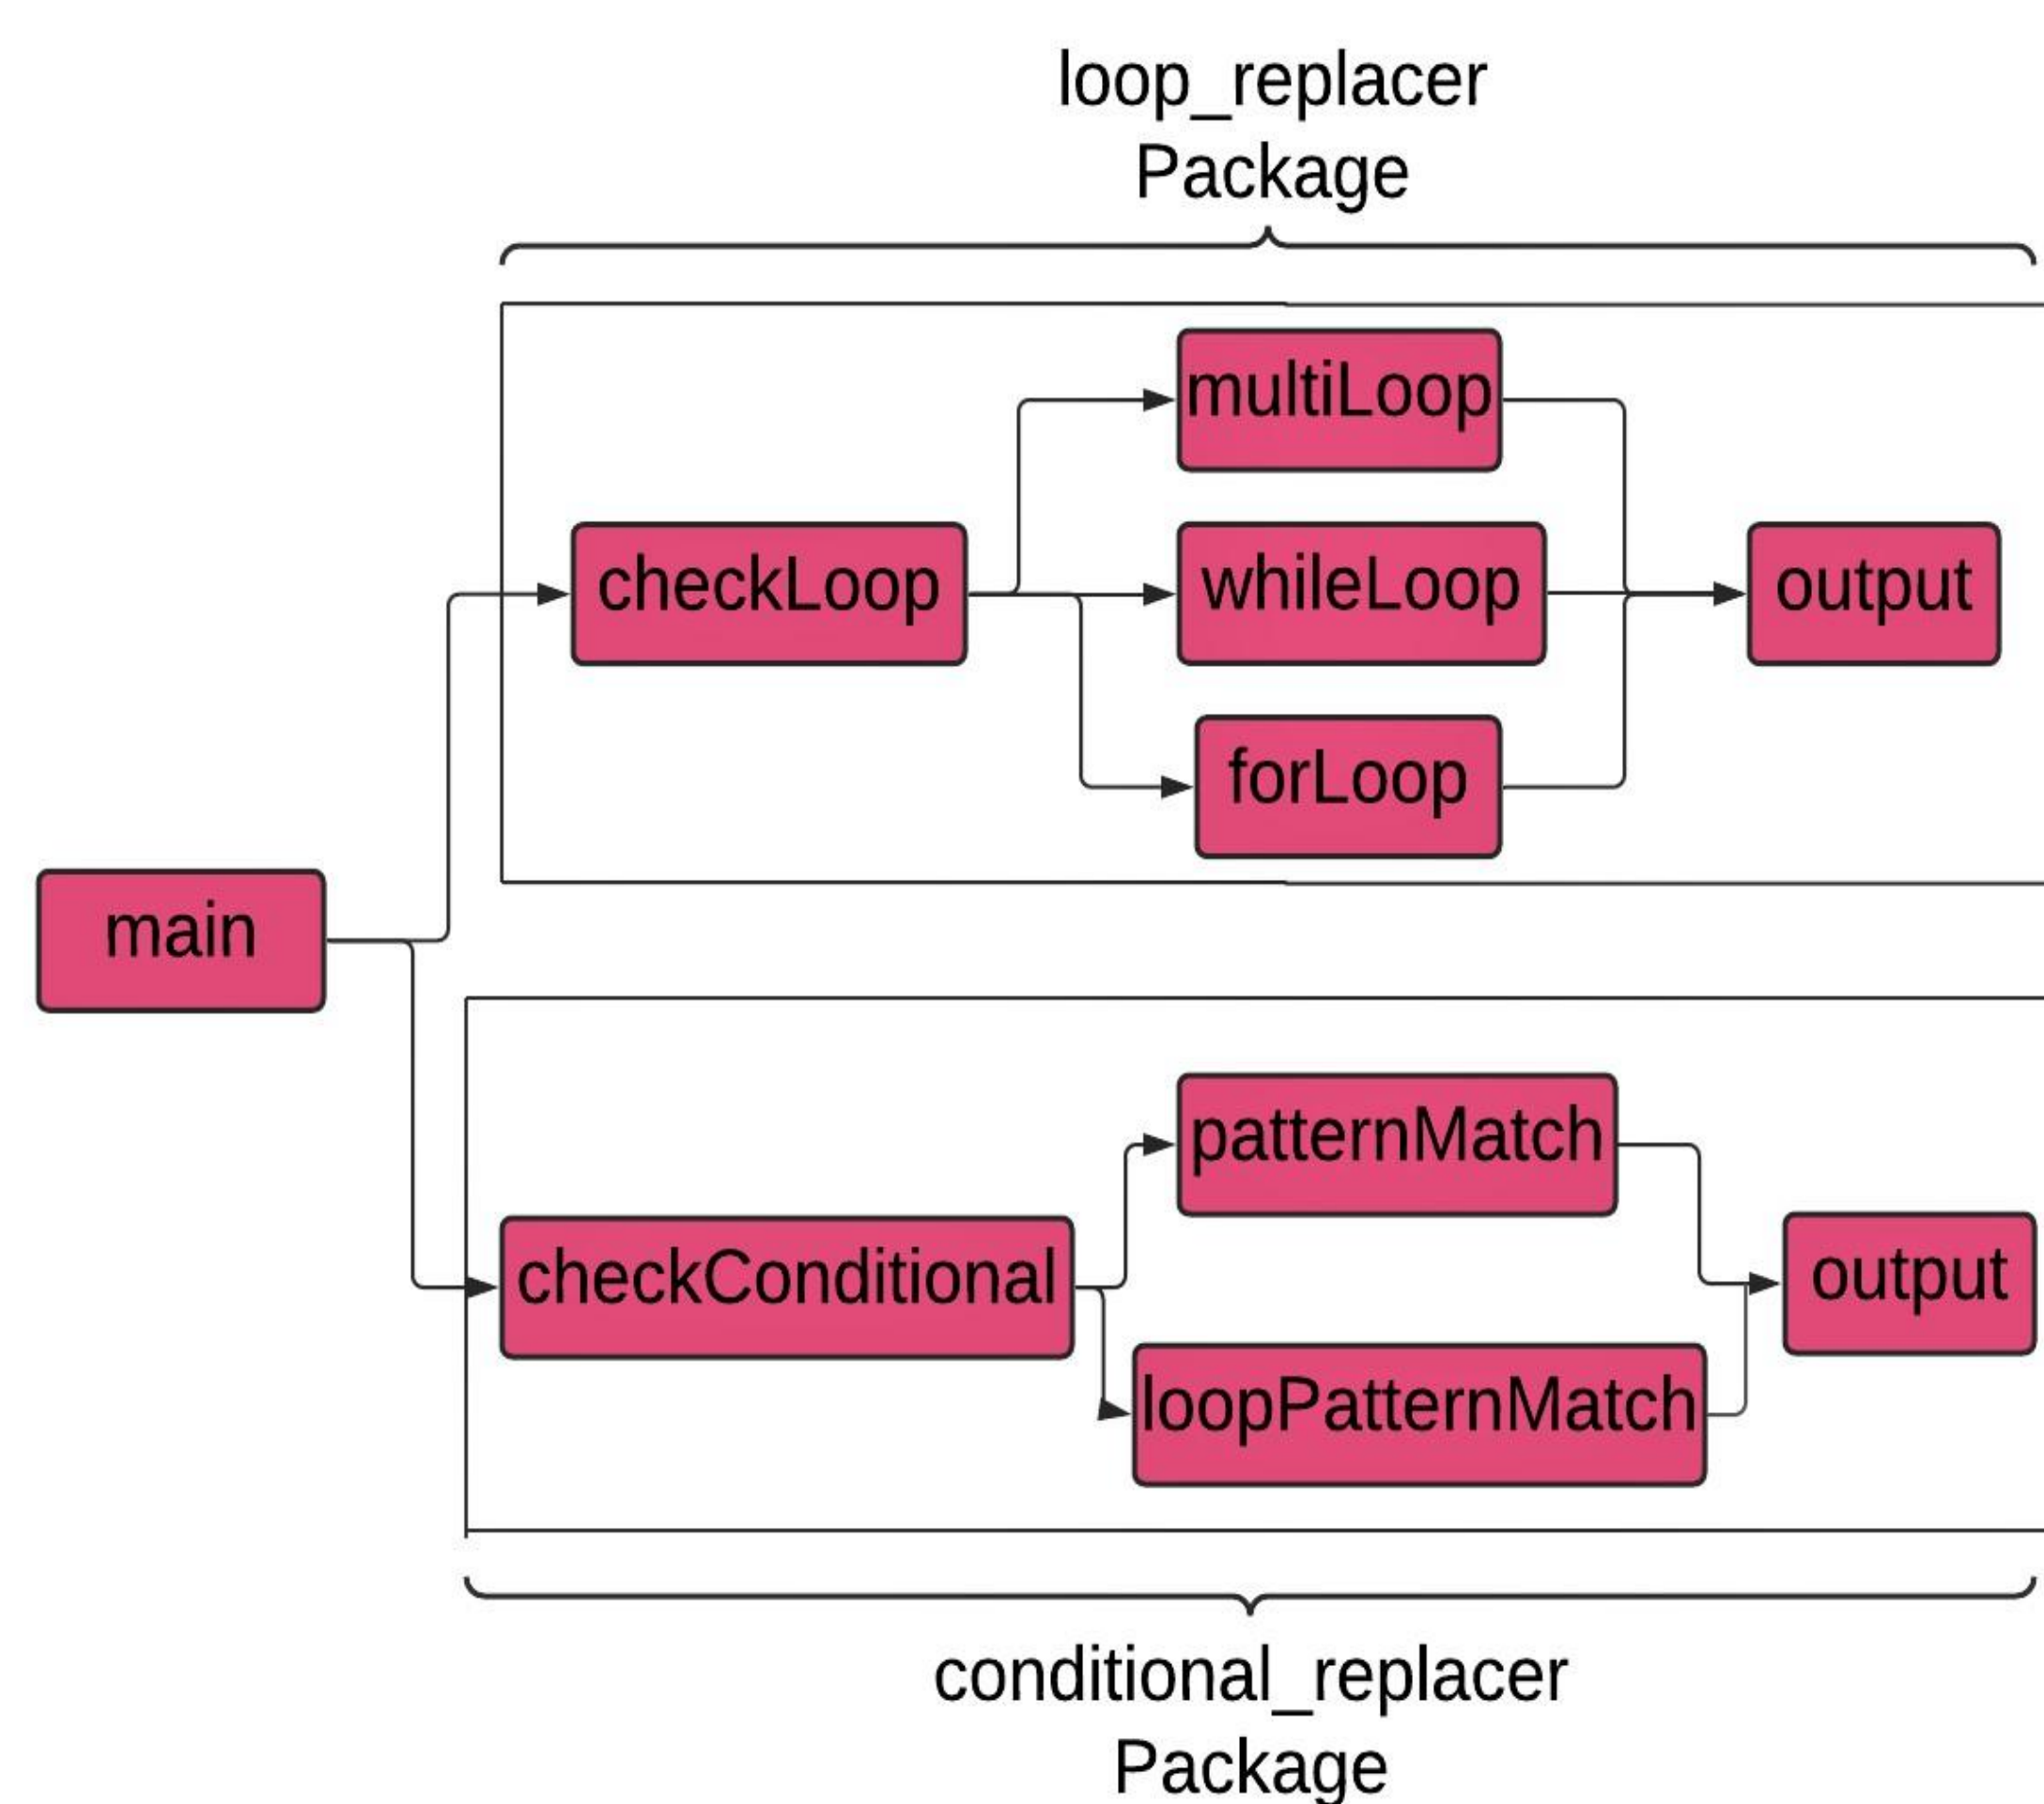 loop_replacer
Package
multiLoop
checkLoop
whileLoop
output
forLoop
main
patternMatch
checkConditional
output
loopPatternMatch
conditional_replacer
Package